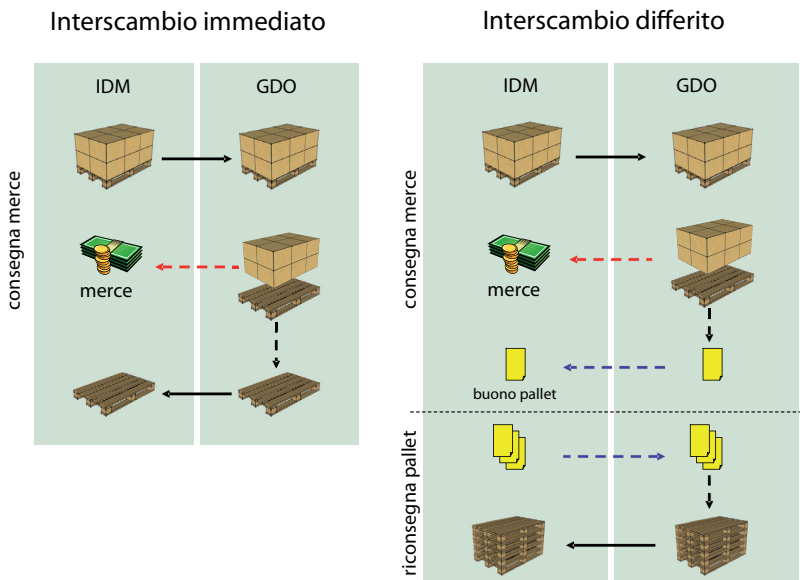 Interscambio immediato
IDM
GDO
consegna merce
merce
Interscambio differito
IDM
GDO
consegna merce
merce
buono pallet
riconsegna pallet